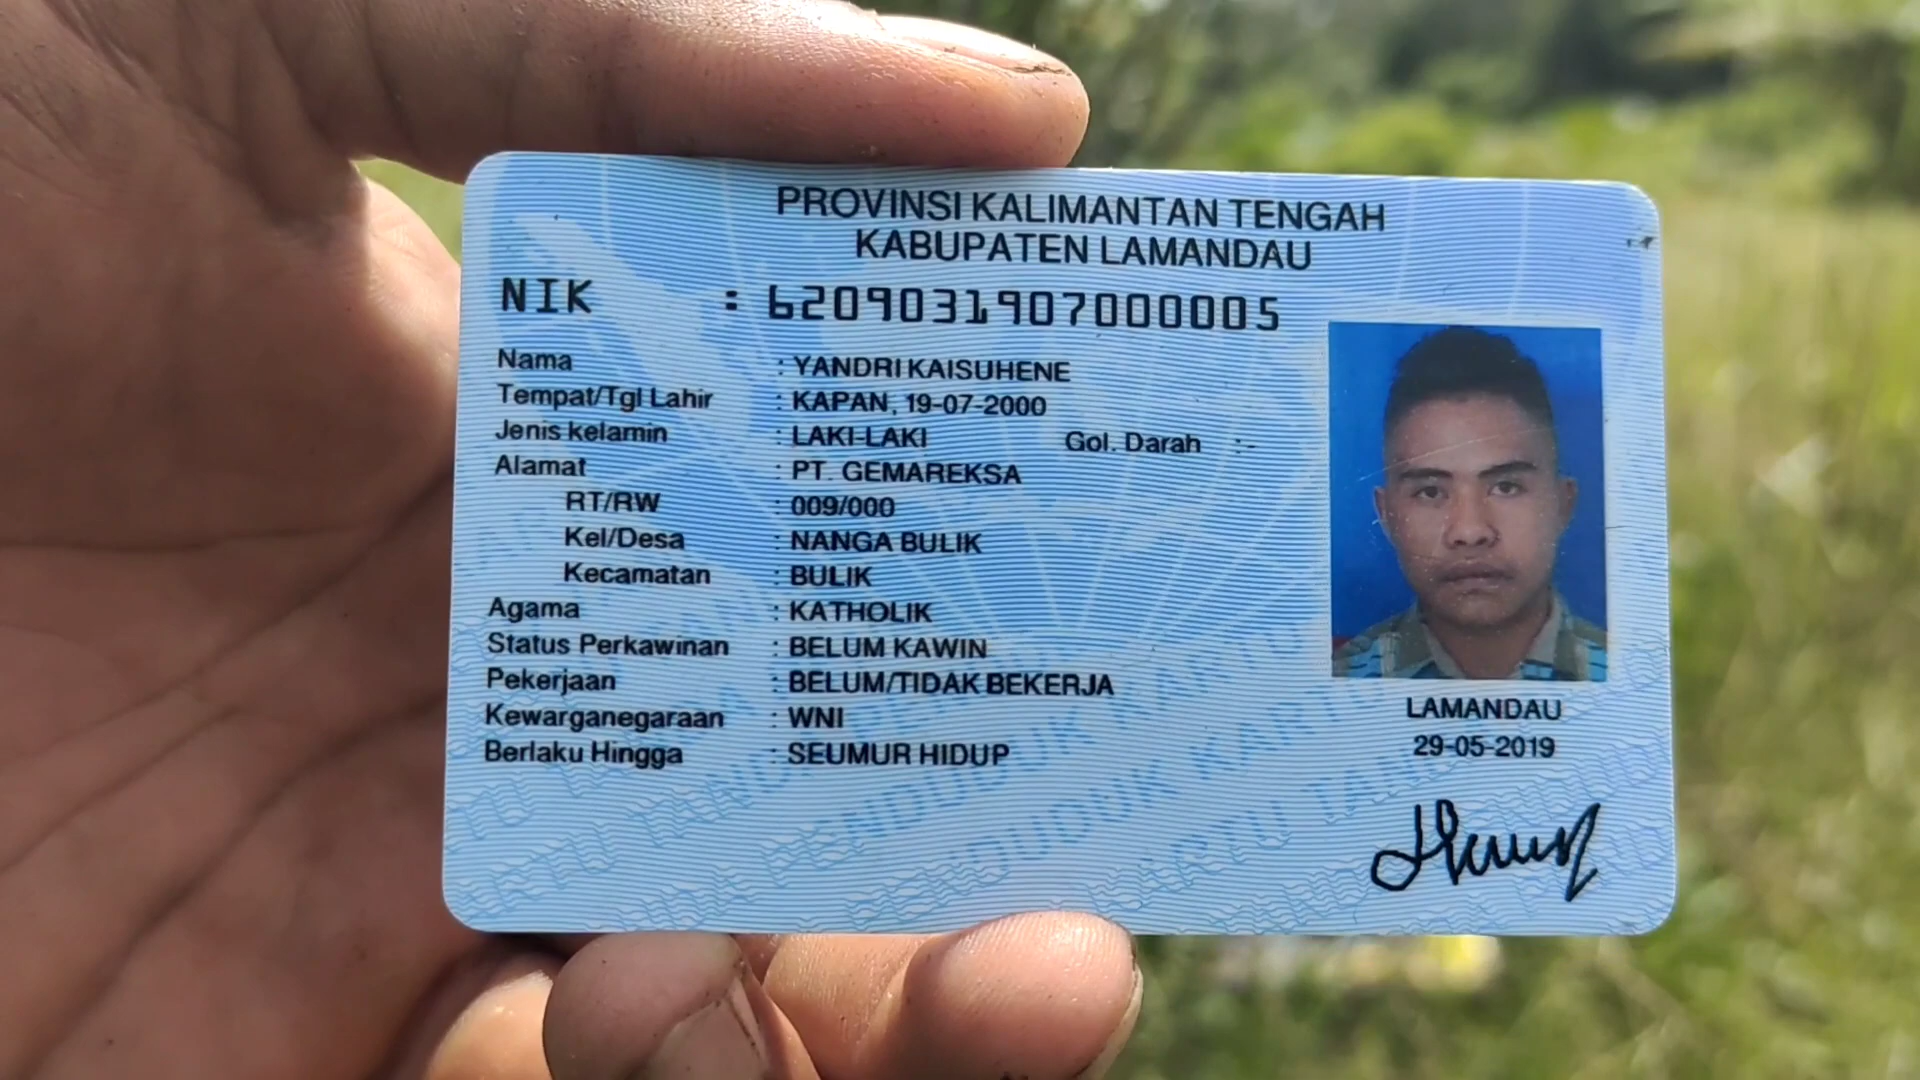 PROVINSI KALIMANTAN TENGAH
KABUPATEN LAMANDAU
NIK : 6209031907000005
Nama : YANDRI KAISUHENE
Tempat/Tgl Lahir : KAPAN, 19-07-2000
Jenis kelamin : LAKI-LAKI Gol. Darah :-
Alamat : PT. GEMAREKSA
RT/RW : 009/000
Kel/Desa : NANGA BULIK
Kecamatan : BULIK
Agama : KATHOLIK
Status Perkawinan : BELUM KAWIN
Pekerjaan : BELUM/TIDAK BEKERJA
Kewarganegaraan : WNI
Berlaku Hingga : SEUMUR HIDUP
LAMANDAU
29-05-2019